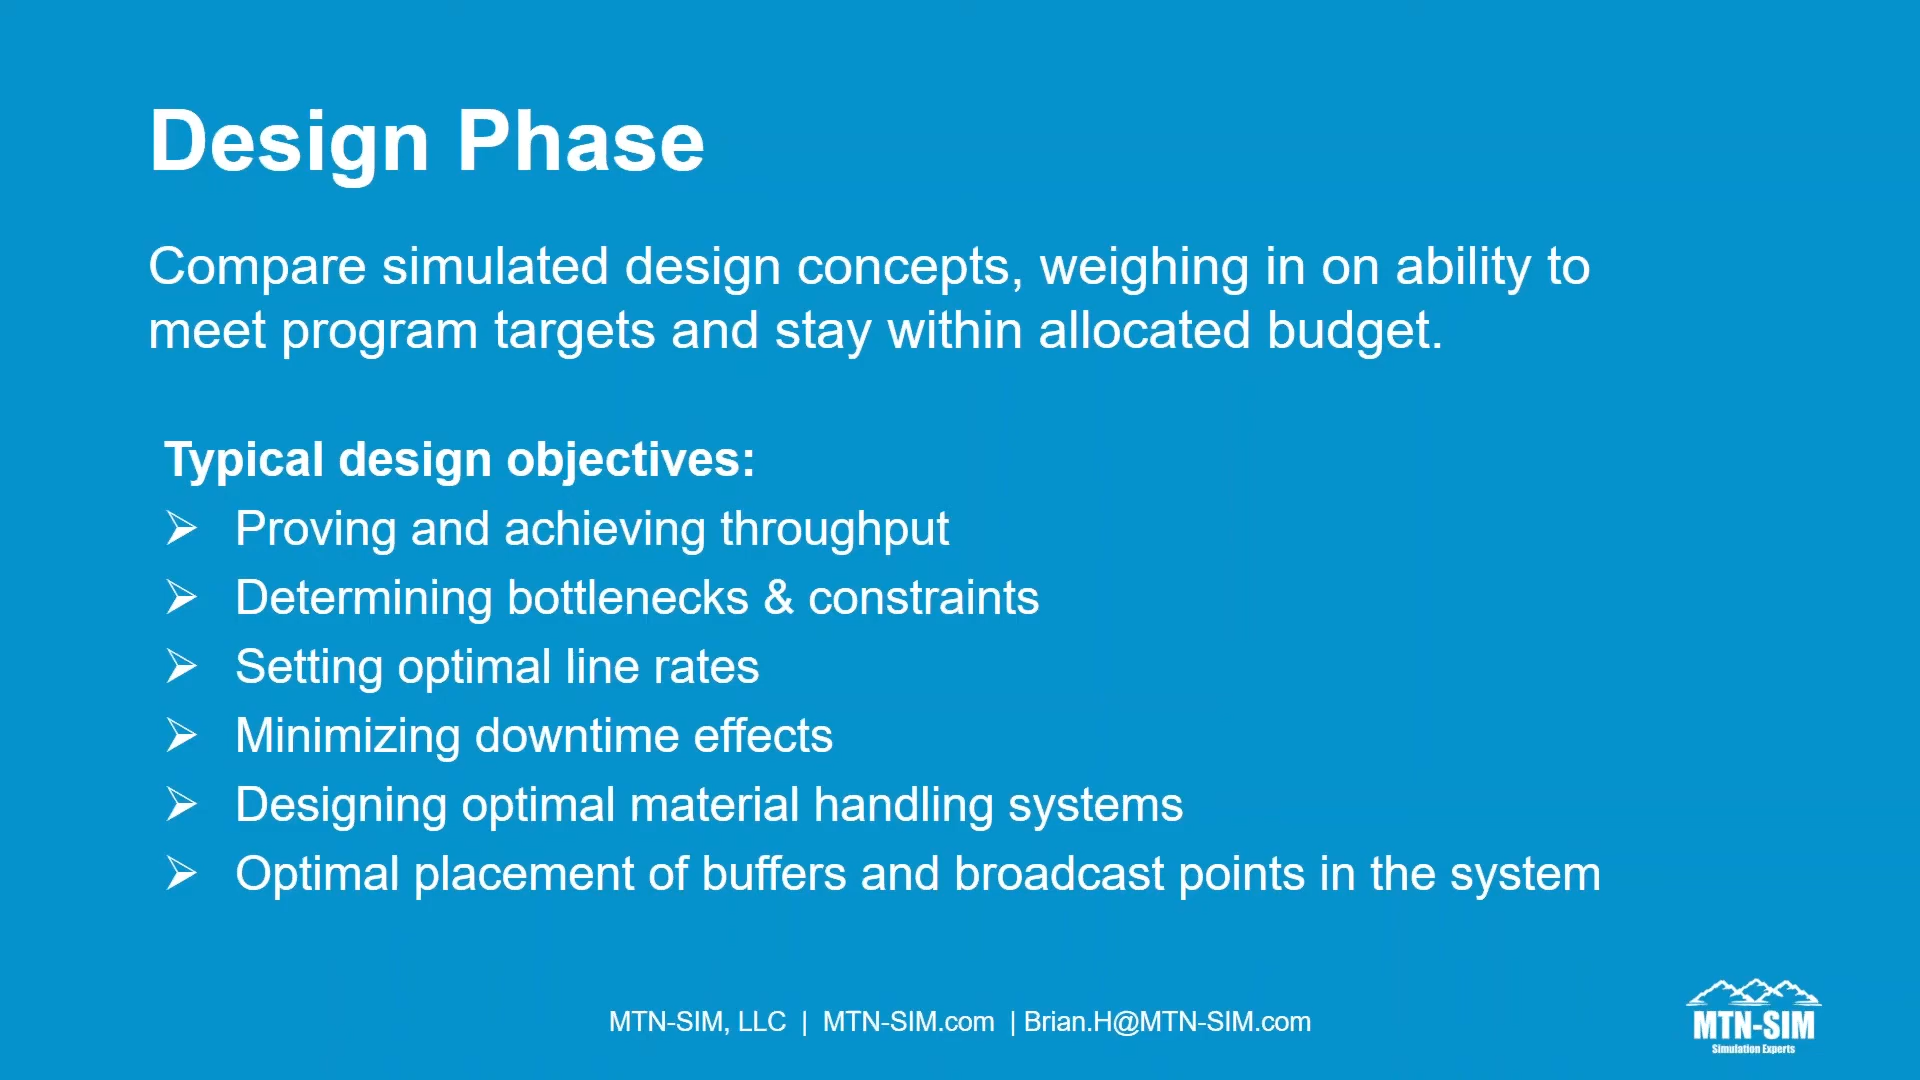 Design Phase
Compare simulated design concepts, weighing in on ability to
meet program targets and stay within allocated budget.
Typical design objectives:
➢ Proving and achieving throughput
➢ Determining bottlenecks & constraints
➢ Setting optimal line rates
➢ Minimizing downtime effects
➢ Designing optimal material handling systems
➢ Optimal placement of buffers and broadcast points in the system
MTN-SIM, LLC | MTN-SIM.com | Brian.H@MTN-SIM.com
MTN-SIM
Simulation Experts